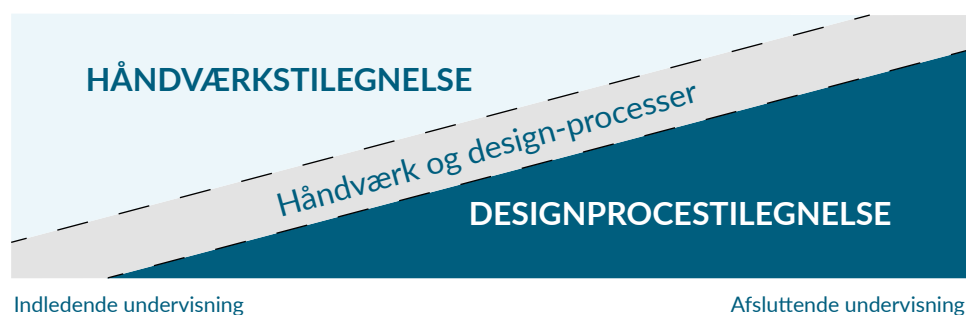 HÅNDVÆRKSTILEGNELSE
Håndværk og design-processer
DESIGNPROCESTILEGNELSE
Indledende undervisning
Afsluttende undervisning